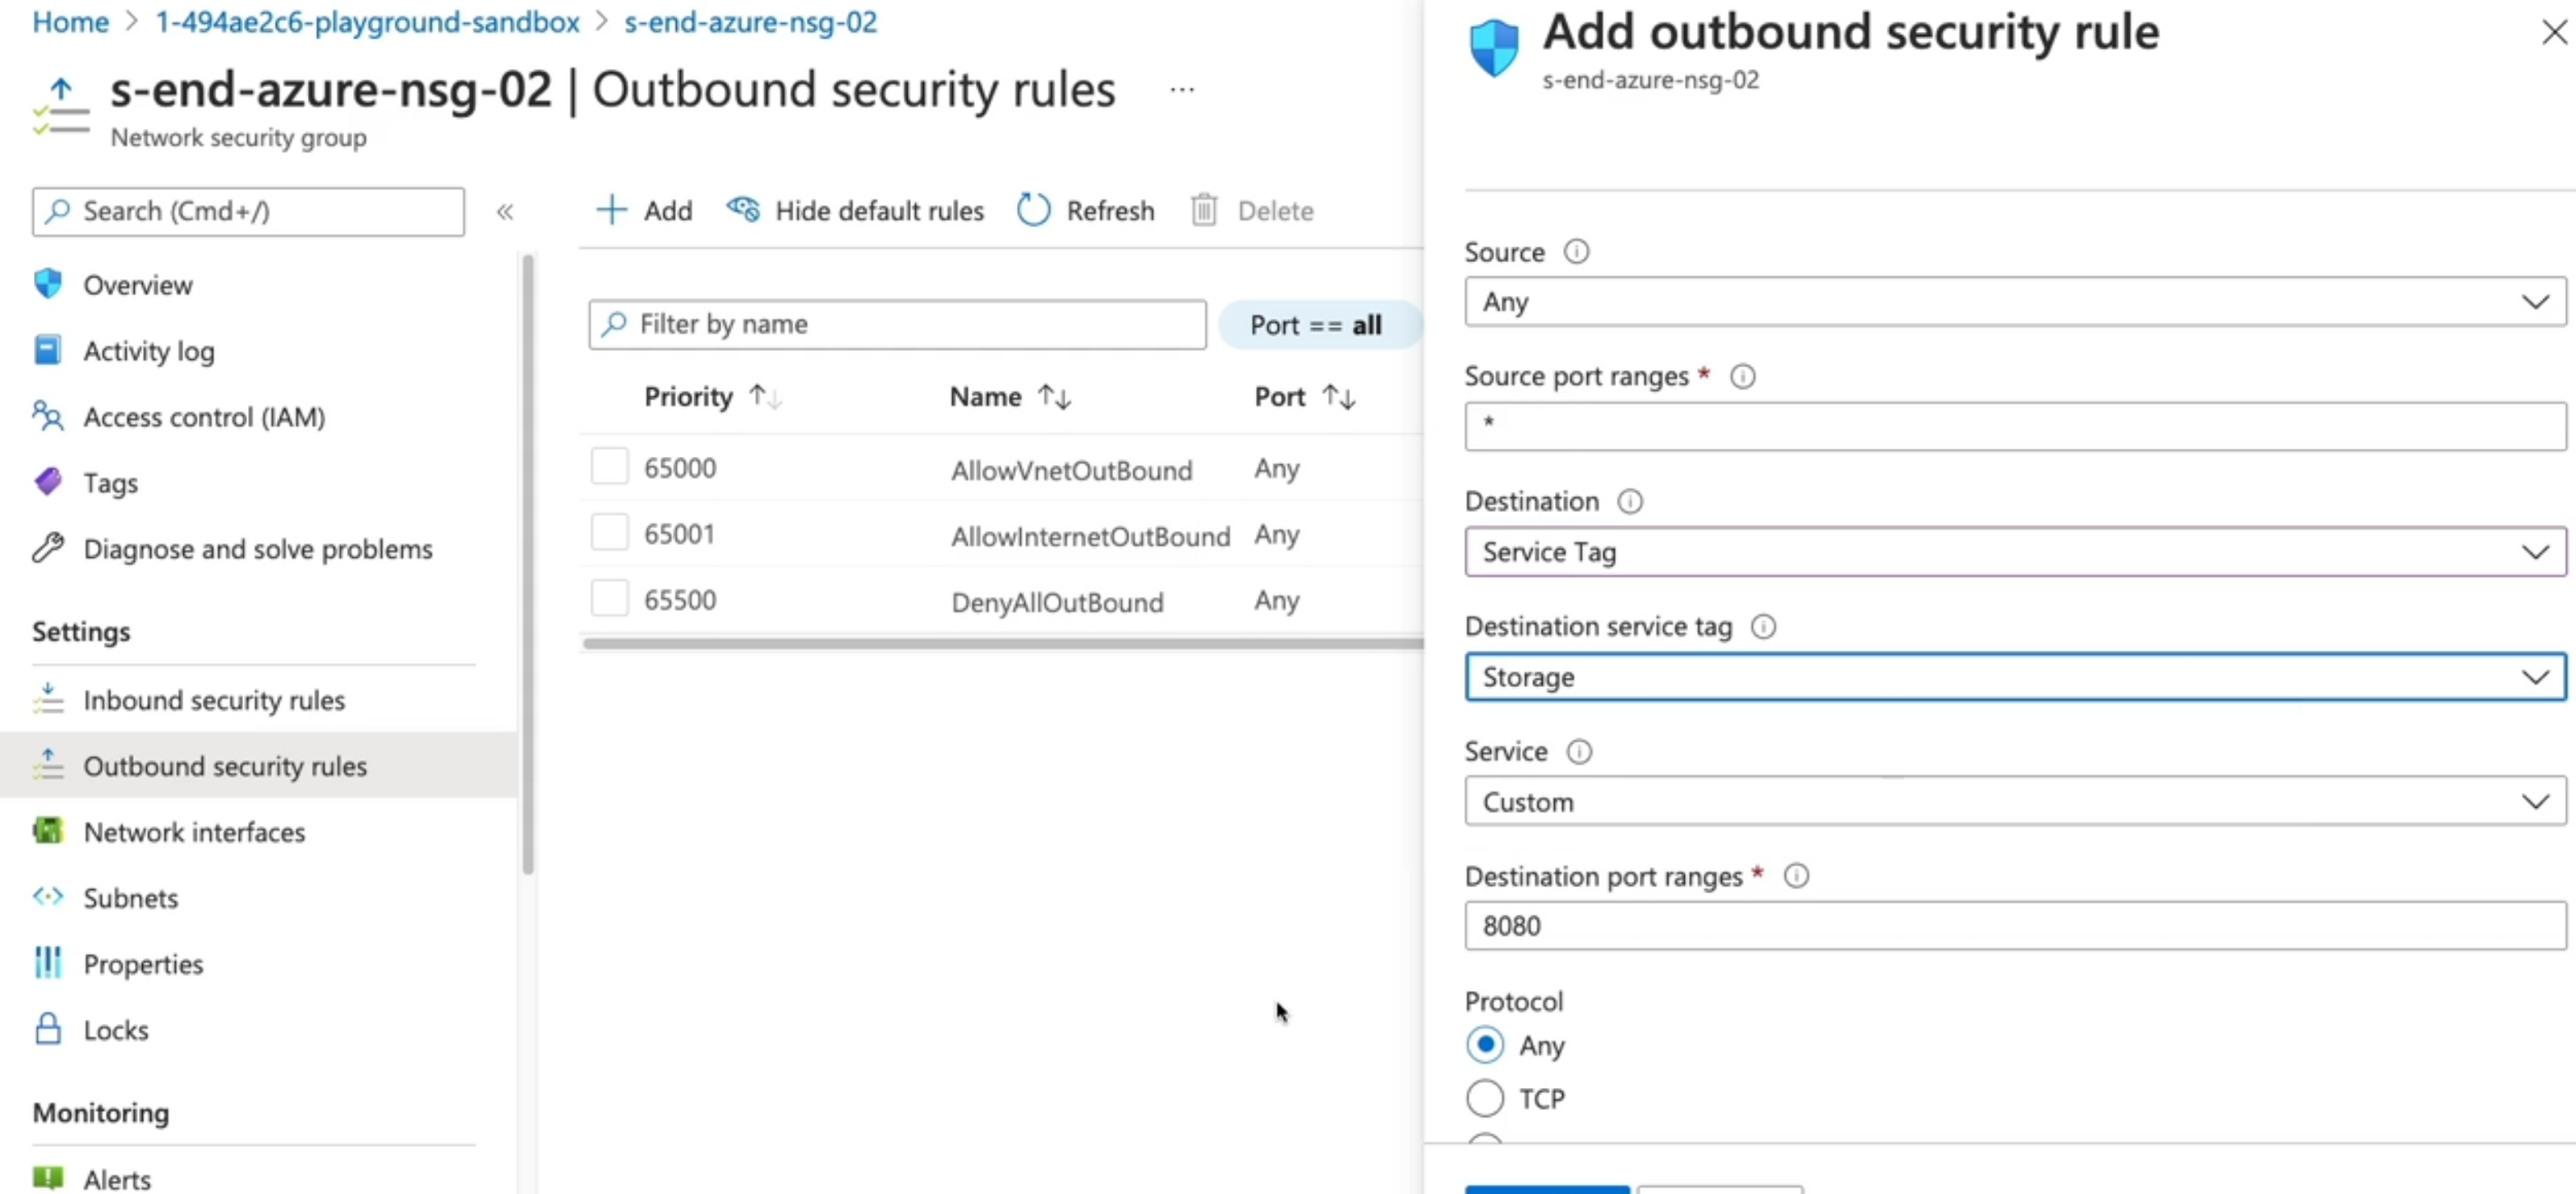 Home > 1-494ae2c6-playground-sandbox > s-end-azure-nsg-02
s-end-azure-nsg-02 | Outbound security rules ...
Network security group
Search (Cmd+/) «
Overview
Activity log
Access control (IAM)
Tags
Diagnose and solve problems
Settings
Inbound security rules
Outbound security rules
Network interfaces
Subnets
Properties
Locks
Monitoring
Alerts
Add Hide default rules Refresh Delete
Filter by name Port == all
Priority Name Port
65000 AllowVnetOutBound Any
65001 AllowInternetOutBound Any
65500 DenyAllOutBound Any
Add outbound security rule
s-end-azure-nsg-02
Source
Any
Source port ranges *
*
Destination
Service Tag
Destination service tag
Storage
Service
Custom
Destination port ranges *
8080
Protocol
Any
TCP